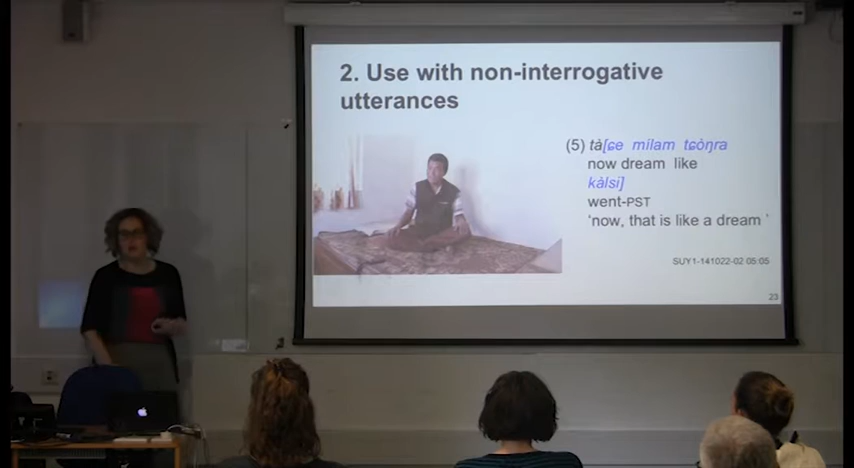 2. Use with non-interrogative
utterances
(5) tà[ɕe milam tɕòŋra
now dream like
kàlsi]
went-PST
'now, that is like a dream '
SUY1-141022-02 05:05
23